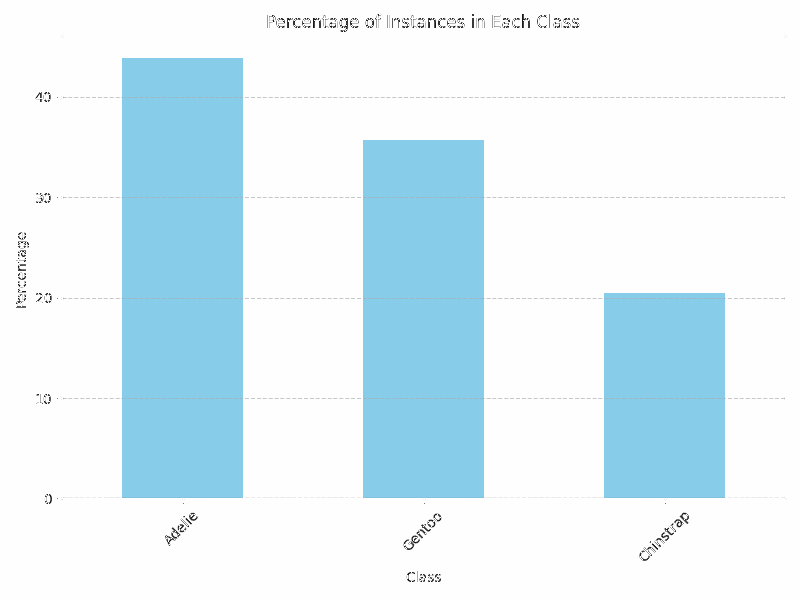 Percentage of Instances in Each Class
Percentage
40
30
20
10
0
Adelie
Gentoo
Chinstrap
Class